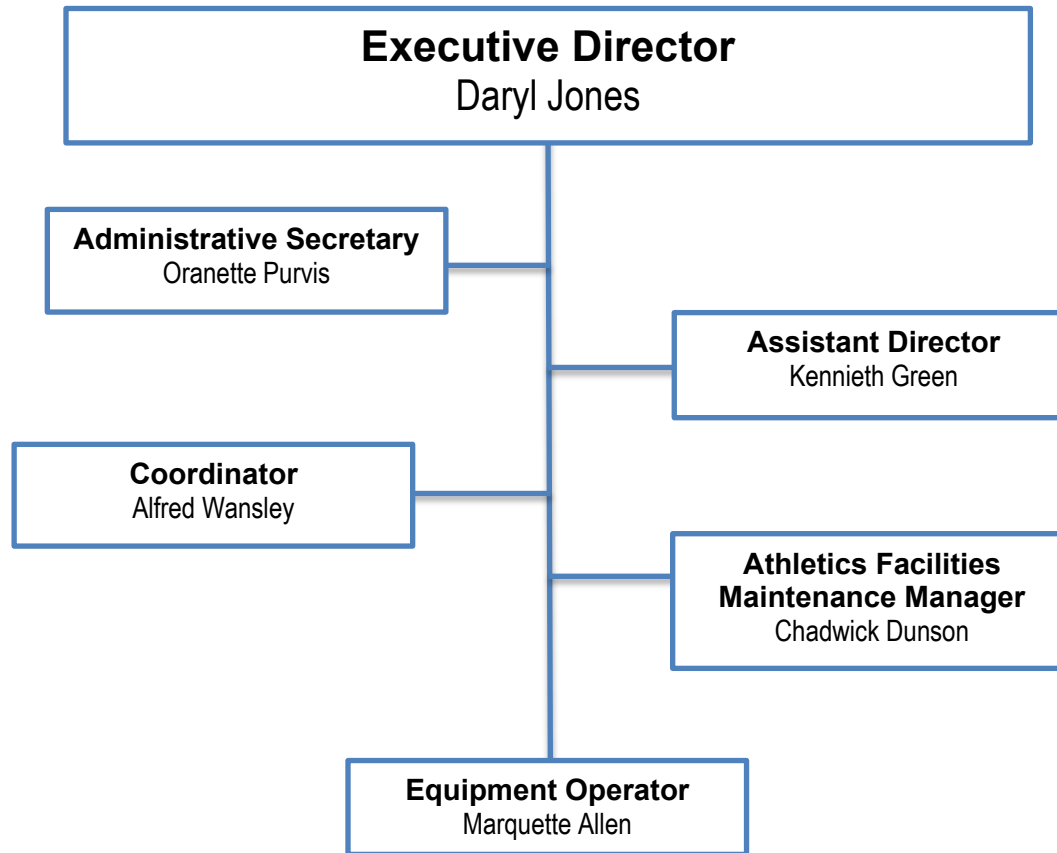 Executive Director
Daryl Jones
Administrative Secretary
Oranette Purvis
Assistant Director
Kennieth Green
Coordinator
Alfred Wansley
Athletics Facilities
Maintenance Manager
Chadwick Dunson
Equipment Operator
Marquette Allen